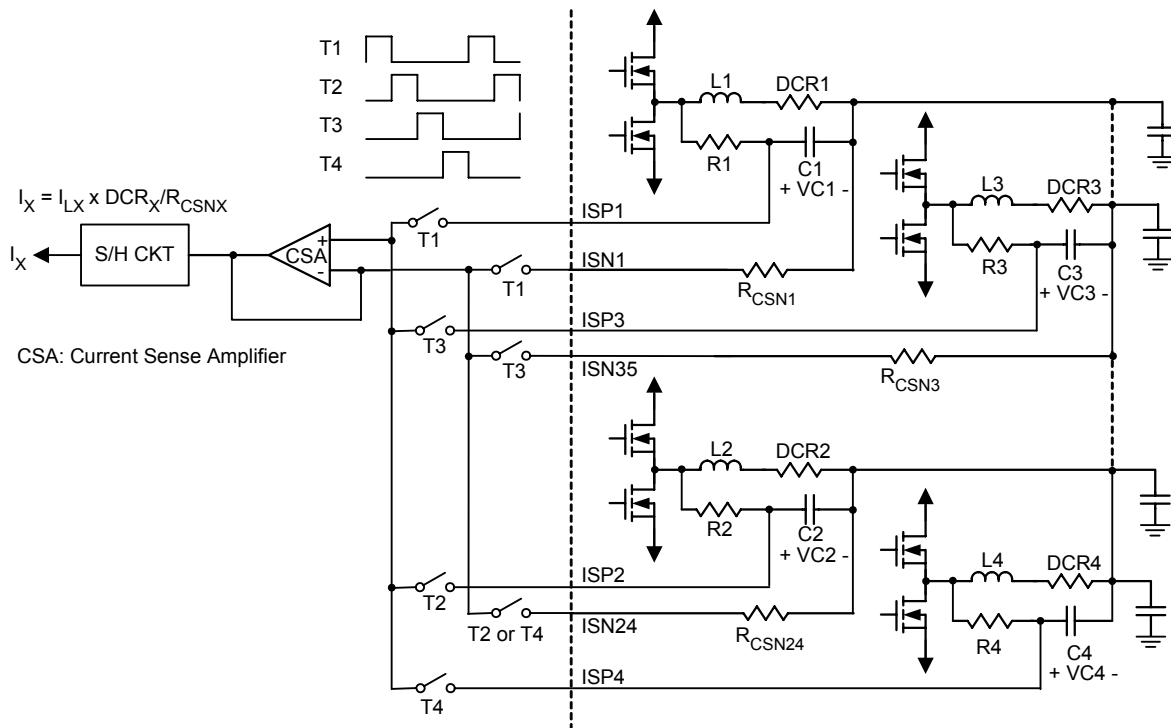 T1
T2
T3
T4
I_X = I_LX x DCR_X/R_CSNX
I_X
S/H CKT
+
CSA
-
CSA: Current Sense Amplifier
T1
T1
T3
T3
T2
T2 or T4
T4
ISP1
ISN1
ISP3
ISN35
ISP2
ISN24
ISP4
L1
DCR1
R1
C1
+ VC1 -
R_CSN1
L3
DCR3
R3
C3
+ VC3 -
R_CSN3
L2
DCR2
R2
C2
+ VC2 -
R_CSN24
L4
DCR4
R4
C4
+ VC4 -